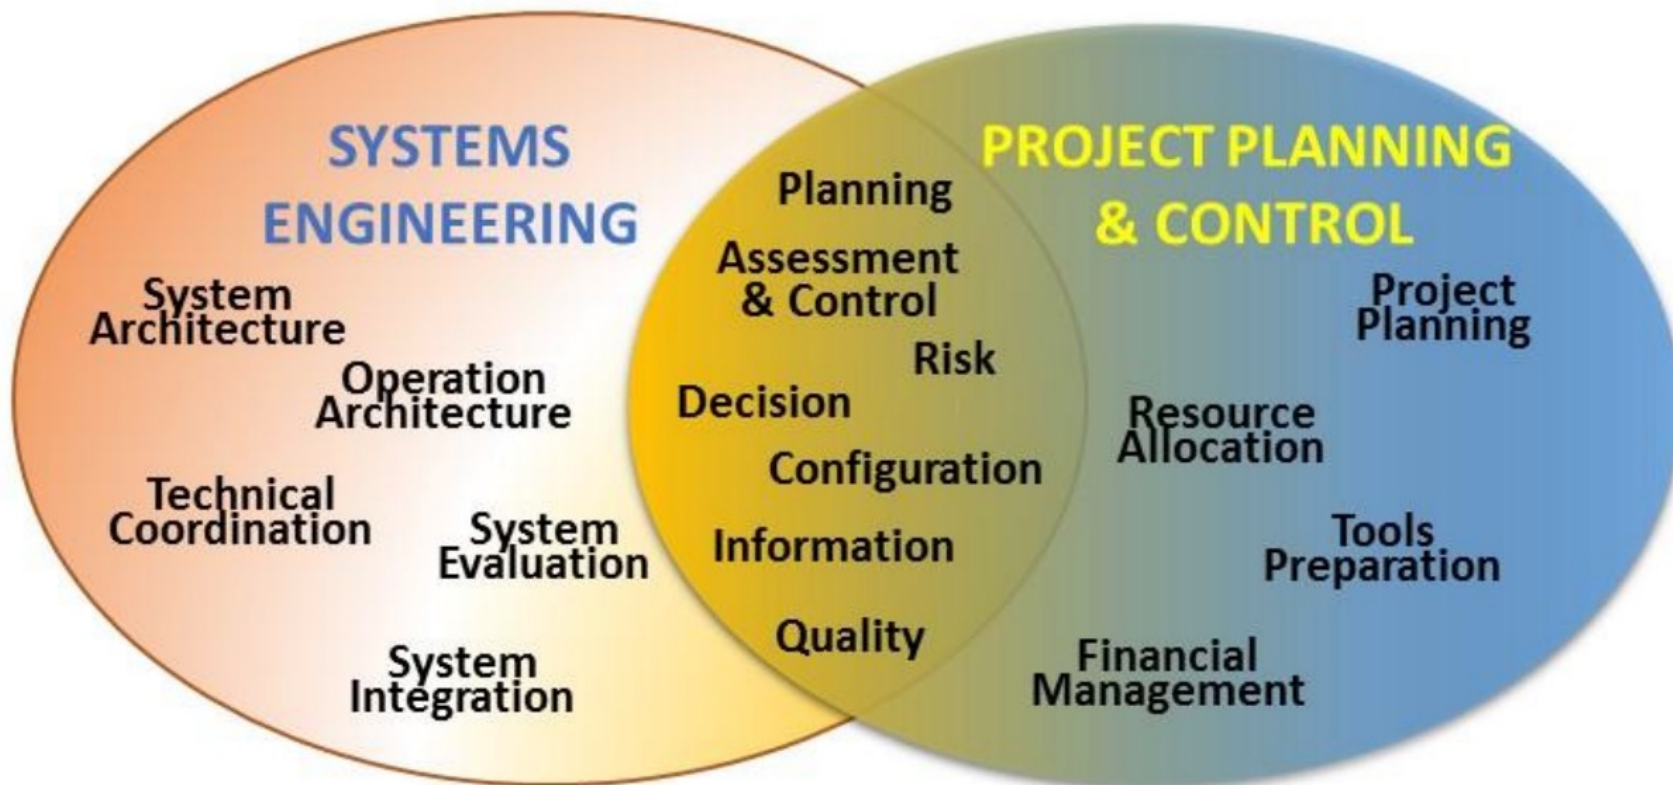 SYSTEMS
ENGINEERING
System
Architecture
Operation
Architecture
Technical
Coordination
System
Evaluation
System
Integration
Planning
Assessment
& Control
Risk
Decision
Configuration
Information
Quality
PROJECT PLANNING
& CONTROL
Project
Planning
Resource
Allocation
Tools
Preparation
Financial
Management